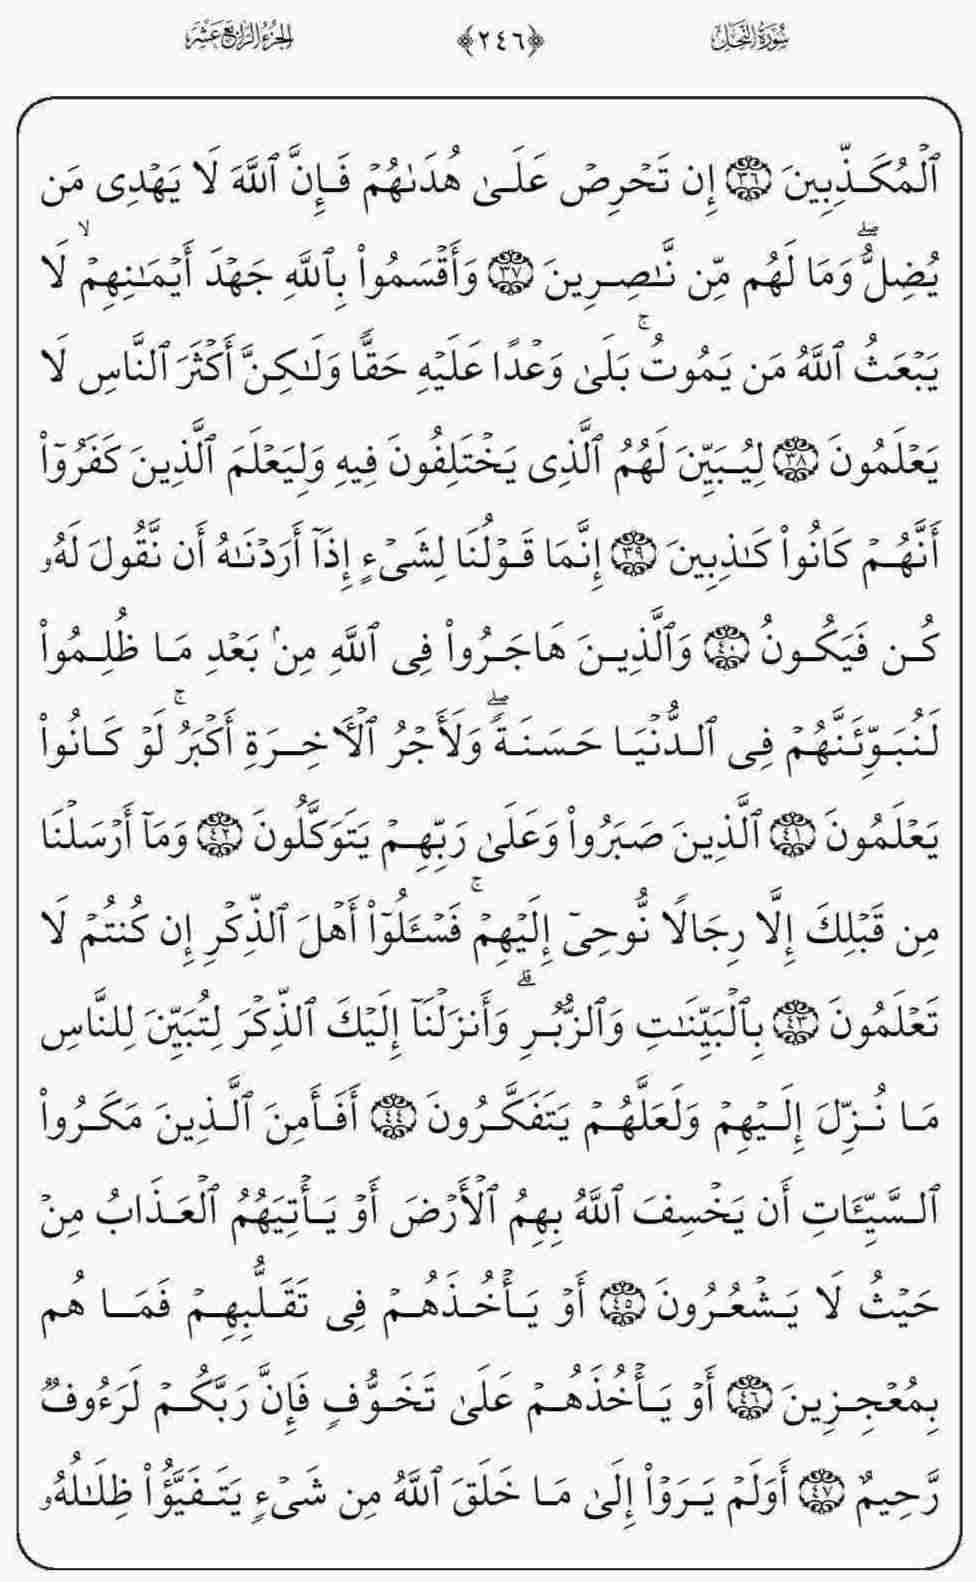 سُورَةُ النَّحْلِ ﴿٢٤٦﴾ الجُزْءُ الرَّابِعَ عَشَرَ
ٱلۡمُكَذِّبِينَ ٣٦ إِن تَحۡرِصۡ عَلَىٰ هُدَىٰهُمۡ فَإِنَّ ٱللَّهَ لَا يَهۡدِى مَن
يُضِلُّۖ وَمَا لَهُم مِّن نَّـٰصِرِينَ ٣٧ وَأَقۡسَمُوا۟ بِٱللَّهِ جَهۡدَ أَيۡمَـٰنِهِمۡۙ لَا
يَبۡعَثُ ٱللَّهُ مَن يَمُوتُۚ بَلَىٰ وَعۡدًا عَلَيۡهِ حَقًّا وَلَـٰكِنَّ أَكۡثَرَ ٱلنَّاسِ لَا
يَعۡلَمُونَ ٣٨ لِيُبَيِّنَ لَهُمُ ٱلَّذِى يَخۡتَلِفُونَ فِيهِ وَلِيَعۡلَمَ ٱلَّذِينَ كَفَرُوٓا۟
أَنَّهُمۡ كَانُوا۟ كَـٰذِبِينَ ٣٩ إِنَّمَا قَوۡلُنَا لِشَىۡءٍ إِذَآ أَرَدۡنَـٰهُ أَن نَّقُولَ لَهُۥ
كُن فَيَكُونُ ٤٠ وَٱلَّذِينَ هَاجَرُوا۟ فِى ٱللَّهِ مِنۢ بَعۡدِ مَا ظُلِمُوا۟
لَنُبَوِّئَنَّهُمۡ فِى ٱلدُّنۡيَا حَسَنَةًۖ وَلَأَجۡرُ ٱلۡـَٔاخِرَةِ أَكۡبَرُۚ لَوۡ كَانُوا۟
يَعۡلَمُونَ ٤١ ٱلَّذِينَ صَبَرُوا۟ وَعَلَىٰ رَبِّهِمۡ يَتَوَكَّلُونَ ٤٢ وَمَآ أَرۡسَلۡنَا
مِن قَبۡلِكَ إِلَّا رِجَالًا نُّوحِىٓ إِلَيۡهِمۡۚ فَسۡـَٔلُوٓا۟ أَهۡلَ ٱلذِّكۡرِ إِن كُنتُمۡ لَا
تَعۡلَمُونَ ٤٣ بِٱلۡبَيِّنَـٰتِ وَٱلزُّبُرِۗ وَأَنزَلۡنَآ إِلَيۡكَ ٱلذِّكۡرَ لِتُبَيِّنَ لِلنَّاسِ
مَا نُزِّلَ إِلَيۡهِمۡ وَلَعَلَّهُمۡ يَتَفَكَّرُونَ ٤٤ أَفَأَمِنَ ٱلَّذِينَ مَكَرُوا۟
ٱلسَّيِّـَٔاتِ أَن يَخۡسِفَ ٱللَّهُ بِهِمُ ٱلۡأَرۡضَ أَوۡ يَأۡتِيَهُمُ ٱلۡعَذَابُ مِنۡ
حَيۡثُ لَا يَشۡعُرُونَ ٤٥ أَوۡ يَأۡخُذَهُمۡ فِى تَقَلُّبِهِمۡ فَمَا هُم
بِمُعۡجِزِينَ ٤٦ أَوۡ يَأۡخُذَهُمۡ عَلَىٰ تَخَوُّفٍ فَإِنَّ رَبَّكُمۡ لَرَءُوفٌ
رَّحِيمٌ ٤٧ أَوَلَمۡ يَرَوۡا۟ إِلَىٰ مَا خَلَقَ ٱللَّهُ مِن شَىۡءٍ يَتَفَيَّؤُا۟ ظِلَـٰلُهُۥ